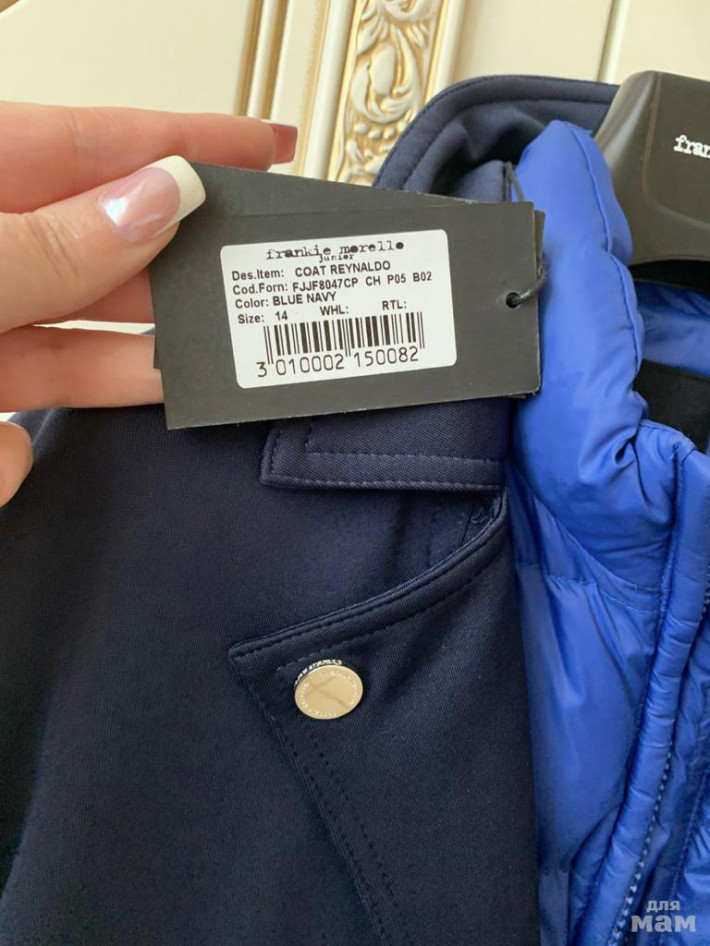 frankie morello
junior
Des.Item: COAT REYNALDO
Cod.Forn: FJJF8047CP CH P05 B02
Color: BLUE NAVY
Size: 14 WHL: RTL:
3 010002 150082
fran
для
мам